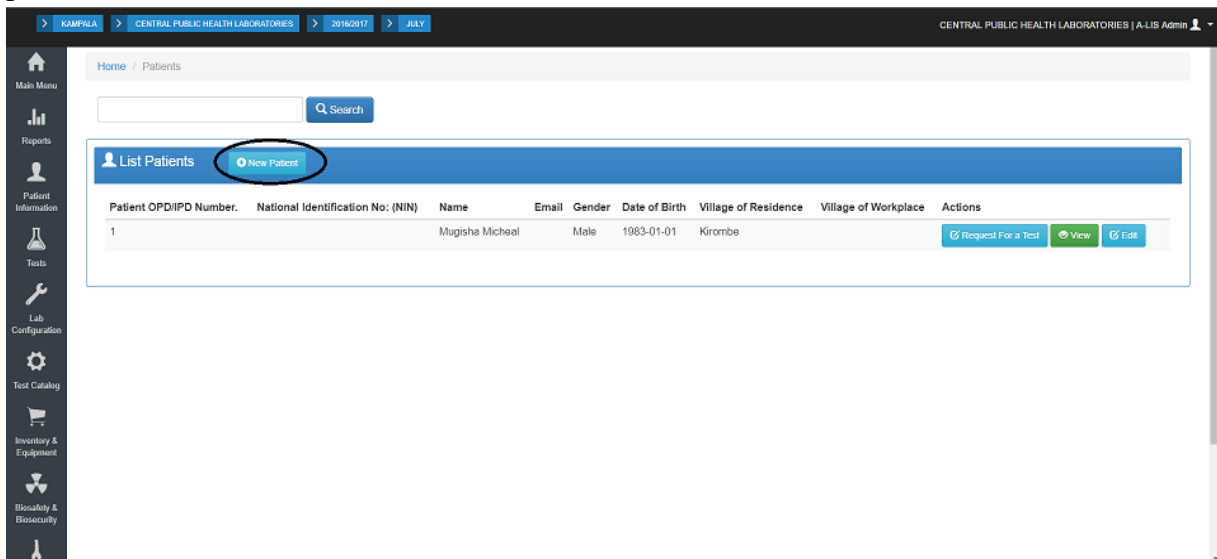 KAMPALA CENTRAL PUBLIC HEALTH LABORATORIES 2016/2017 JULY CENTRAL PUBLIC HEALTH LABORATORIES | A-LIS Admin
Main Menu
Reports
Patient
Information
Tests
Lab
Configuration
Test Catalog
Inventory &
Equipment
Biosafety &
Biosecurity
Home / Patients
Search
List Patients New Patient
Patient OPD/IPD Number. National Identification No: (NIN) Name Email Gender Date of Birth Village of Residence Village of Workplace Actions
1 Mugisha Micheal Male 1983-01-01 Kirombe Request For a Test View Edit